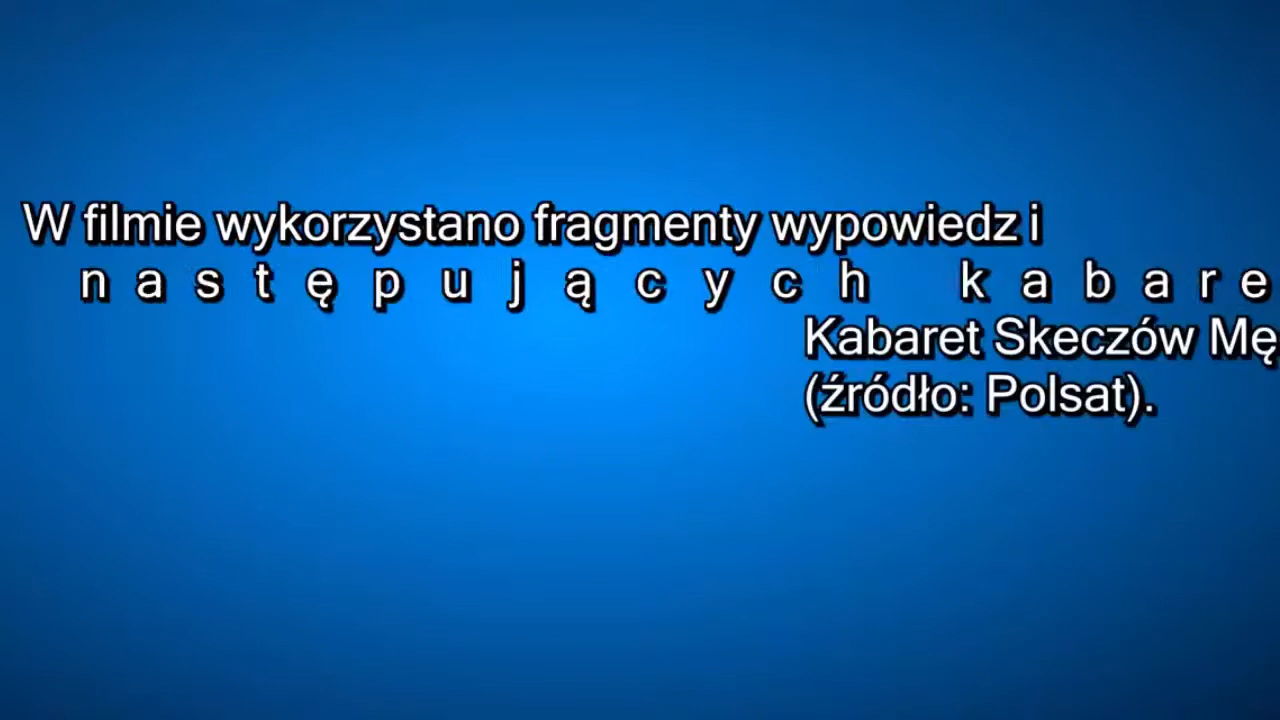 W filmie wykorzystano fragmenty wypowiedz i
n a s t ę p u j ą c y c h k a b a r e
Kabaret Skeczów Mę
(źródło: Polsat).